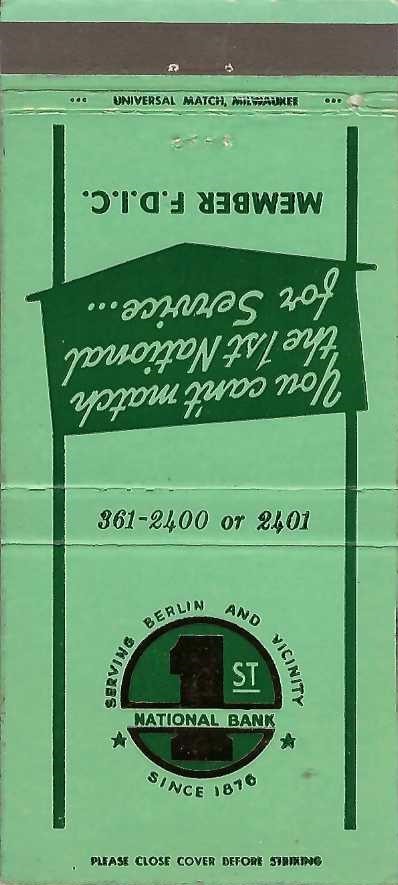 UNIVERSAL MATCH, MILWAUKEE
MEMBER F.D.I.C.
You can't match
the 1st National
for Service...
361-2400 or 2401
SERVING BERLIN AND VICINITY
1ST
NATIONAL BANK
SINCE 1876
PLEASE CLOSE COVER BEFORE STRIKING